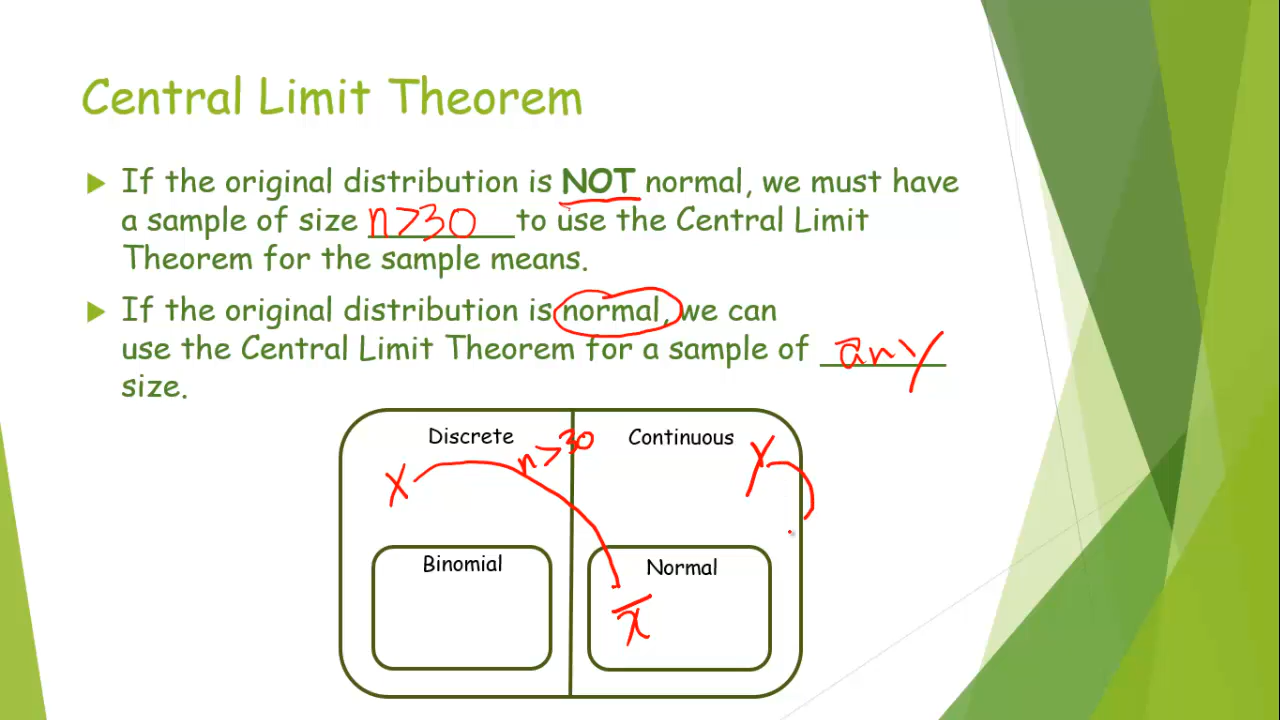 Central Limit Theorem
If the original distribution is NOT normal, we must have
a sample of size n>30 to use the Central Limit
Theorem for the sample means.
If the original distribution is normal, we can
use the Central Limit Theorem for a sample of any
size.
Discrete n>30 Continuous
X Y
Binomial Normal
x̄